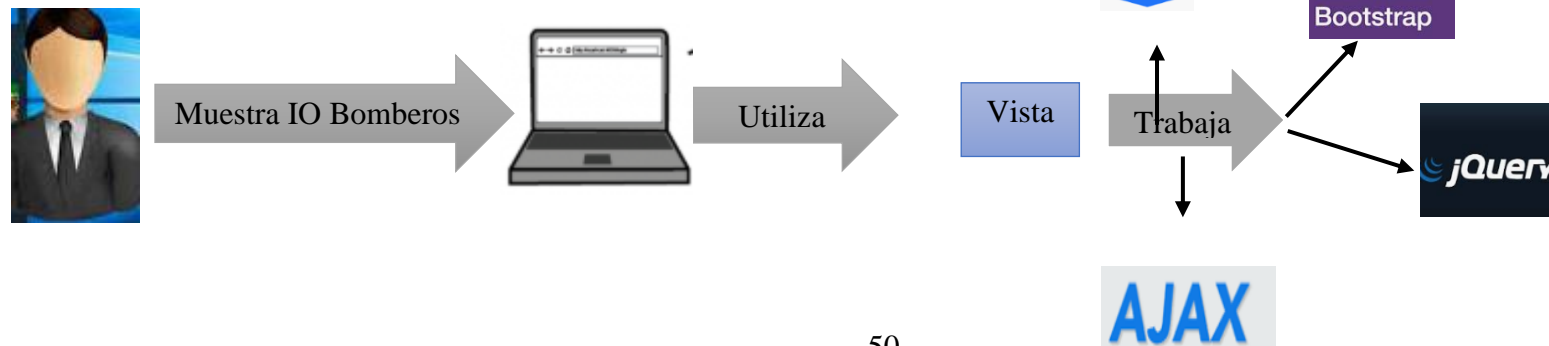 Bootstrap
Muestra IO Bomberos
Utiliza
Vista
Trabaja
jQuery
AJAX
50